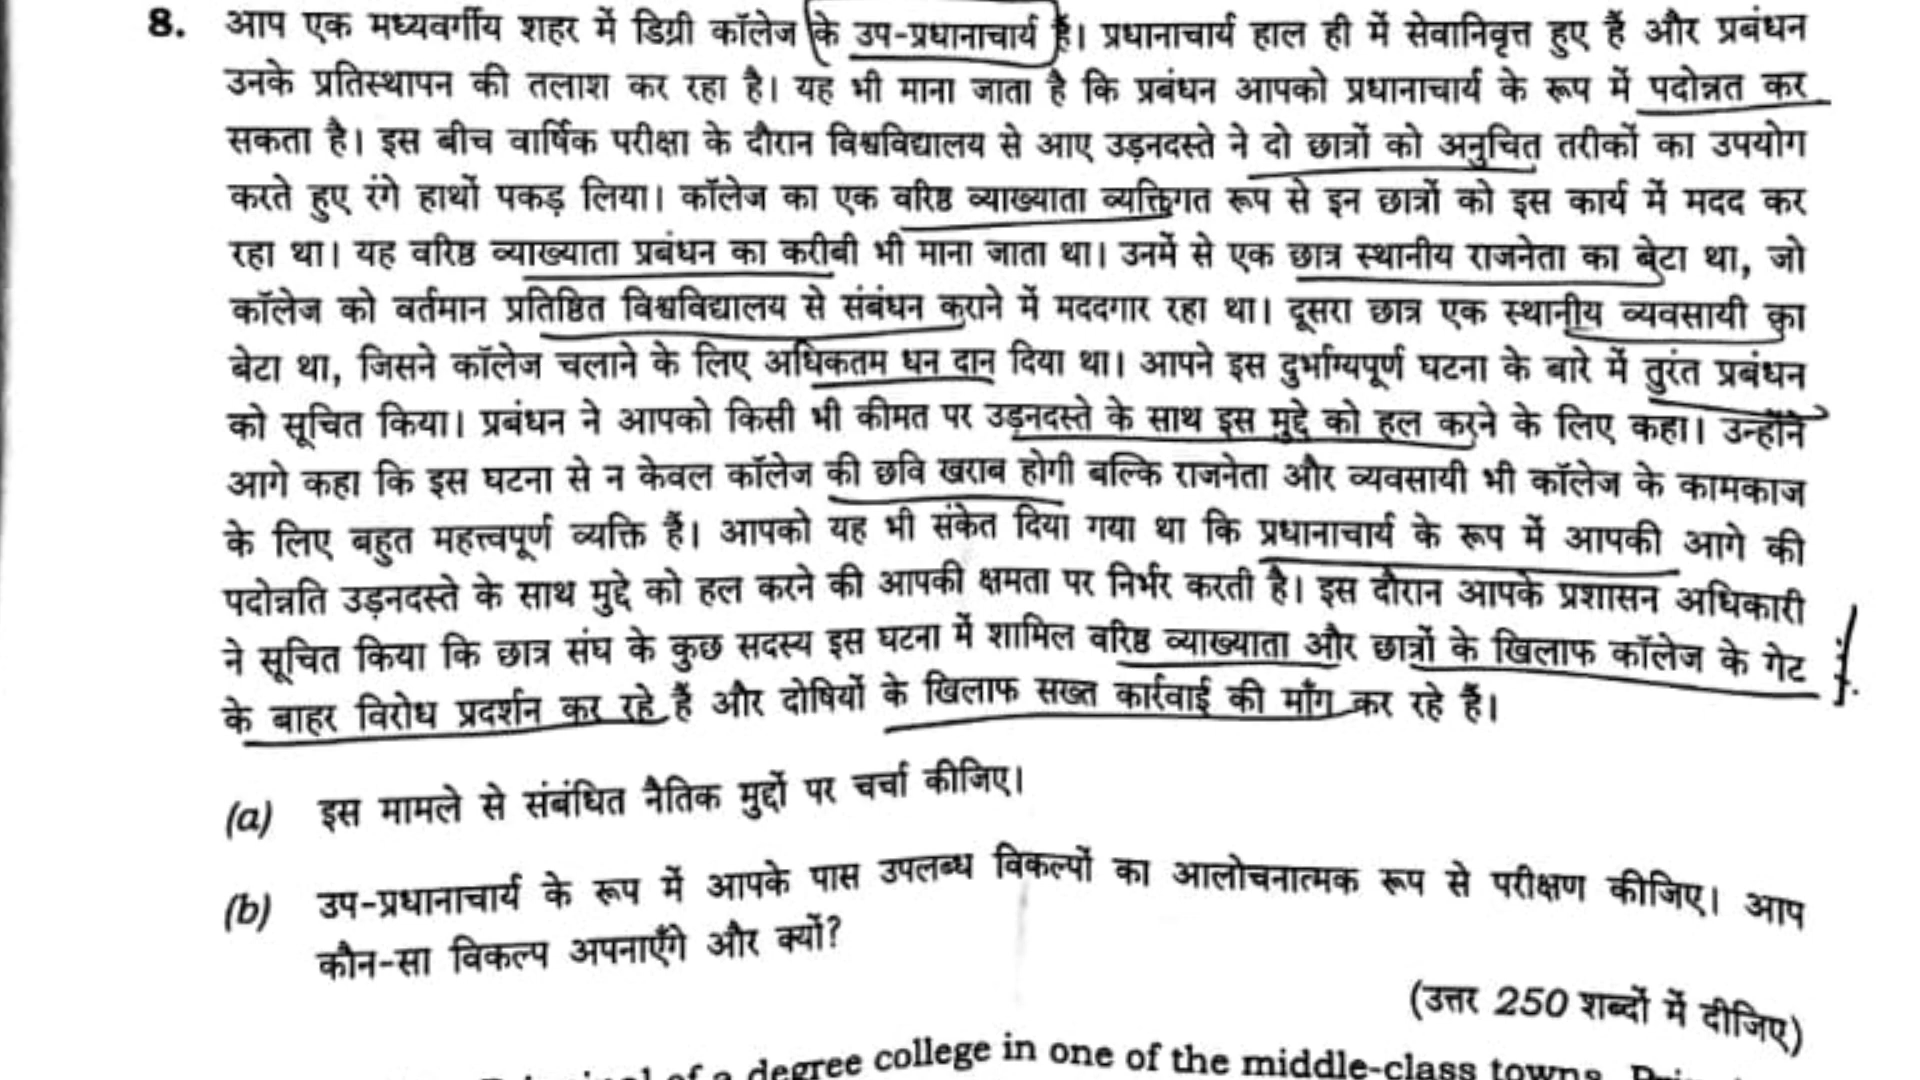 8. आप एक मध्यवर्गीय शहर में डिग्री कॉलेज के उप-प्रधानाचार्य हैं। प्रधानाचार्य हाल ही में सेवानिवृत्त हुए हैं और प्रबंधन
उनके प्रतिस्थापन की तलाश कर रहा है। यह भी माना जाता है कि प्रबंधन आपको प्रधानाचार्य के रूप में पदोन्नत कर
सकता है। इस बीच वार्षिक परीक्षा के दौरान विश्वविद्यालय से आए उड़नदस्ते ने दो छात्रों को अनुचित तरीकों का उपयोग
करते हुए रंगे हाथों पकड़ लिया। कॉलेज का एक वरिष्ठ व्याख्याता व्यक्तिगत रूप से इन छात्रों को इस कार्य में मदद कर
रहा था। यह वरिष्ठ व्याख्याता प्रबंधन का करीबी भी माना जाता था। उनमें से एक छात्र स्थानीय राजनेता का बेटा था, जो
कॉलेज को वर्तमान प्रतिष्ठित विश्वविद्यालय से संबंधन कराने में मददगार रहा था। दूसरा छात्र एक स्थानीय व्यवसायी का
बेटा था, जिसने कॉलेज चलाने के लिए अधिकतम धन दान दिया था। आपने इस दुर्भाग्यपूर्ण घटना के बारे में तुरंत प्रबंधन
को सूचित किया। प्रबंधन ने आपको किसी भी कीमत पर उड़नदस्ते के साथ इस मुद्दे को हल करने के लिए कहा। उन्होंने
आगे कहा कि इस घटना से न केवल कॉलेज की छवि खराब होगी बल्कि राजनेता और व्यवसायी भी कॉलेज के कामकाज
के लिए बहुत महत्त्वपूर्ण व्यक्ति हैं। आपको यह भी संकेत दिया गया था कि प्रधानाचार्य के रूप में आपकी आगे की
पदोन्नति उड़नदस्ते के साथ मुद्दे को हल करने की आपकी क्षमता पर निर्भर करती है। इस दौरान आपके प्रशासन अधिकारी
ने सूचित किया कि छात्र संघ के कुछ सदस्य इस घटना में शामिल वरिष्ठ व्याख्याता और छात्रों के खिलाफ कॉलेज के गेट
के बाहर विरोध प्रदर्शन कर रहे हैं और दोषियों के खिलाफ सख्त कार्रवाई की माँग कर रहे हैं।
(a) इस मामले से संबंधित नैतिक मुद्दों पर चर्चा कीजिए।
(b) उप-प्रधानाचार्य के रूप में आपके पास उपलब्ध विकल्पों का आलोचनात्मक रूप से परीक्षण कीजिए। आप
कौन-सा विकल्प अपनाएँगे और क्यों?
(उत्तर 250 शब्दों में दीजिए)
of a degree college in one of the middle-class towns.